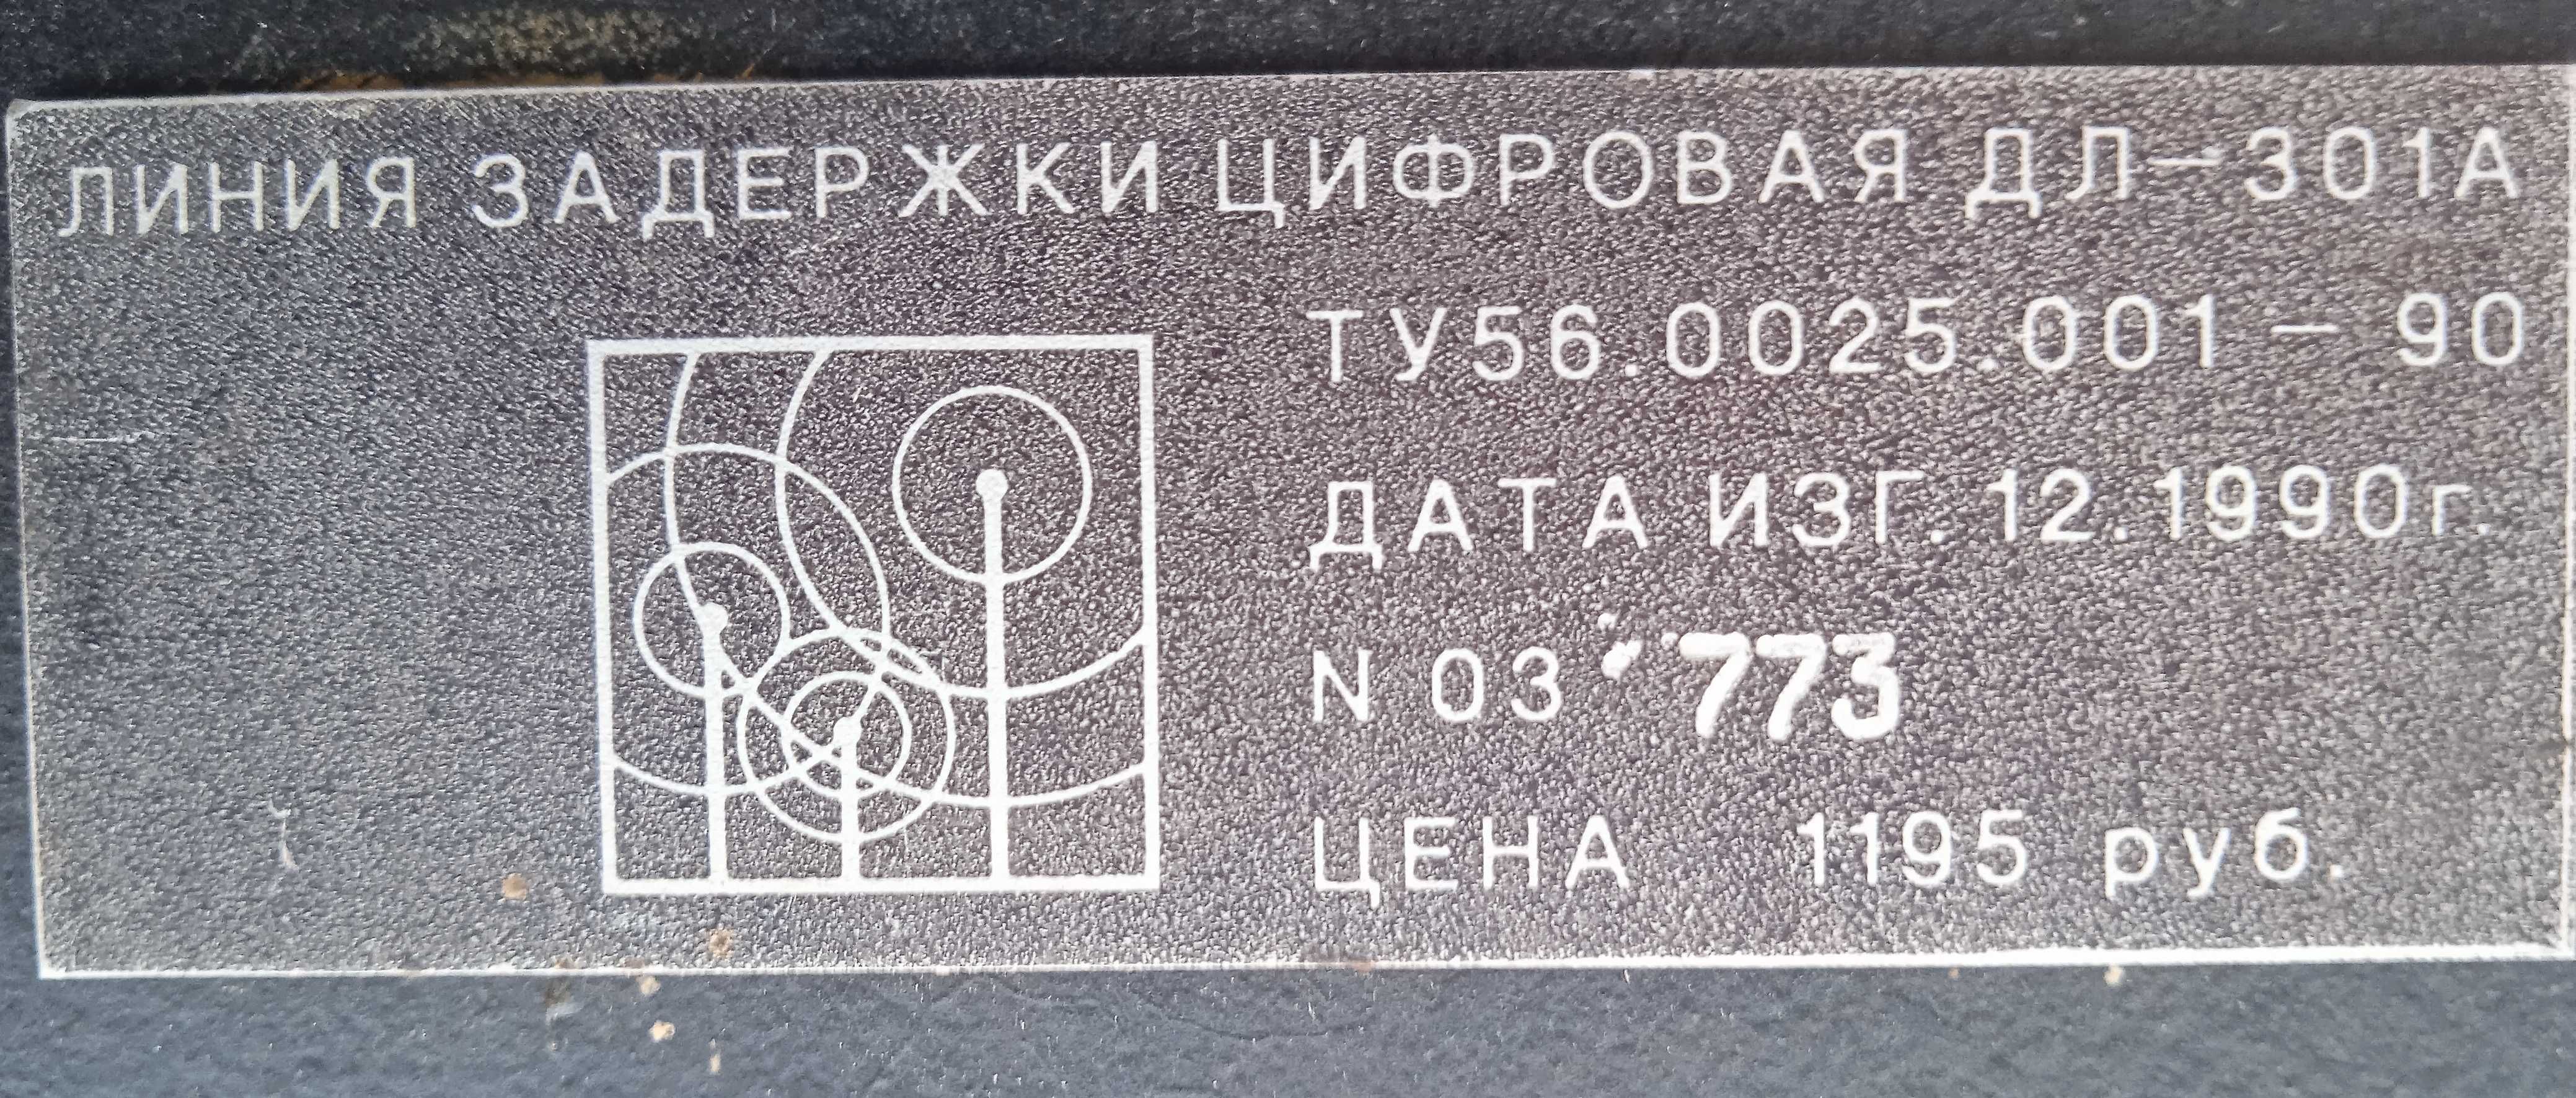 ЛИНИЯ ЗАДЕРЖКИ ЦИФРОВАЯ ДЛ—301А
ТУ56.0025.001 — 90
ДАТА ИЗГ. 12.1990г.
N 03 773
ЦЕНА 1195 руб.